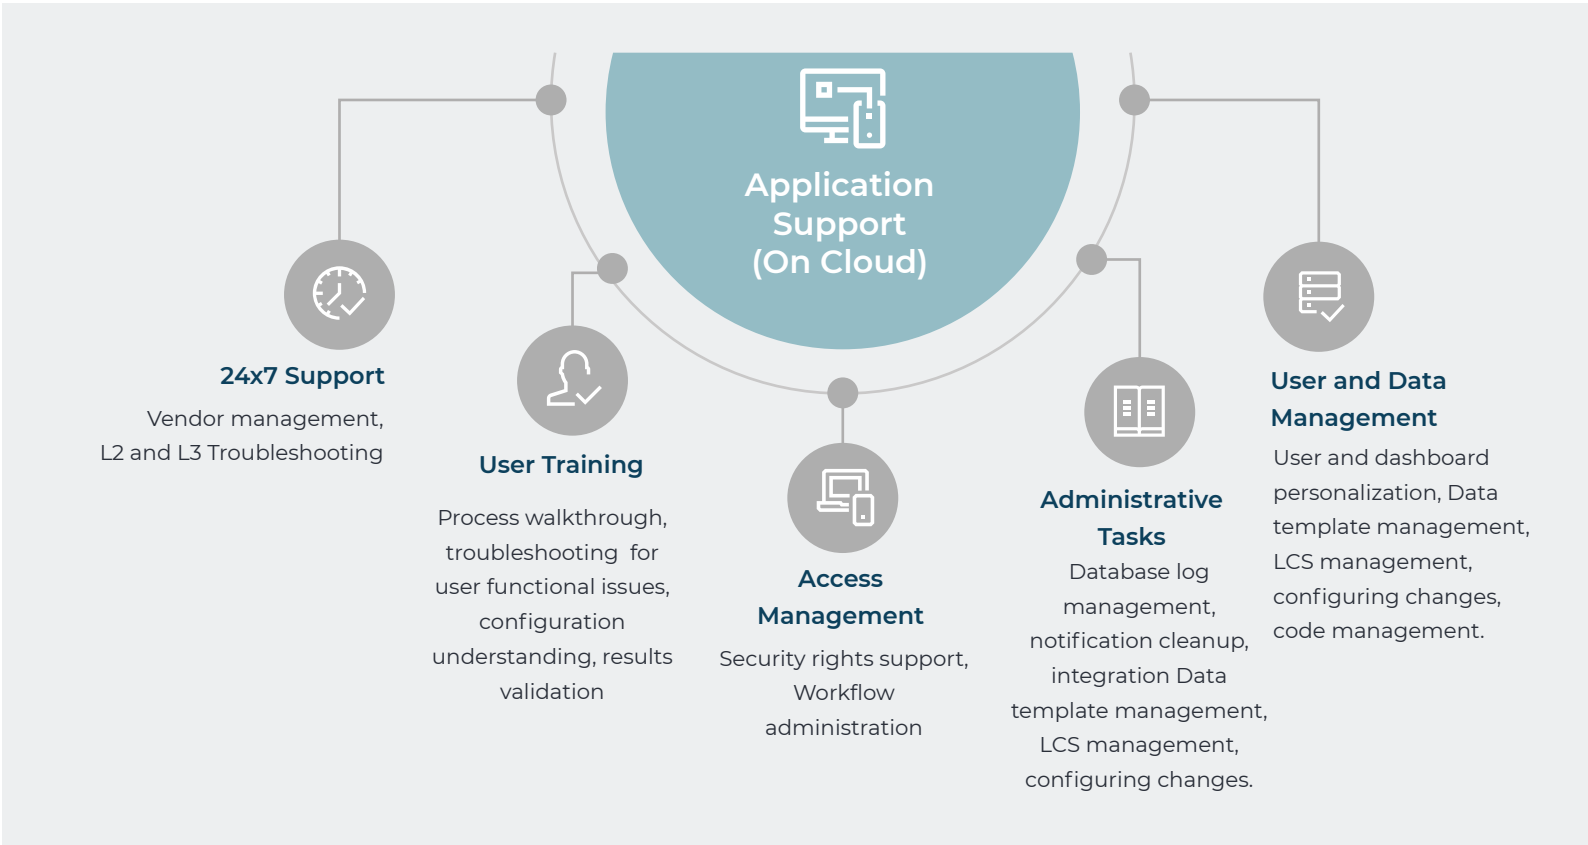 Application
Support
(On Cloud)
24x7 Support
Vendor management,
L2 and L3 Troubleshooting
User Training
Process walkthrough,
troubleshooting for
user functional issues,
configuration
understanding, results
validation
Access
Management
Security rights support,
Workflow
administration
Administrative
Tasks
Database log
management,
notification cleanup,
integration Data
template management,
LCS management,
configuring changes.
User and Data
Management
User and dashboard
personalization, Data
template management,
LCS management,
configuring changes,
code management.